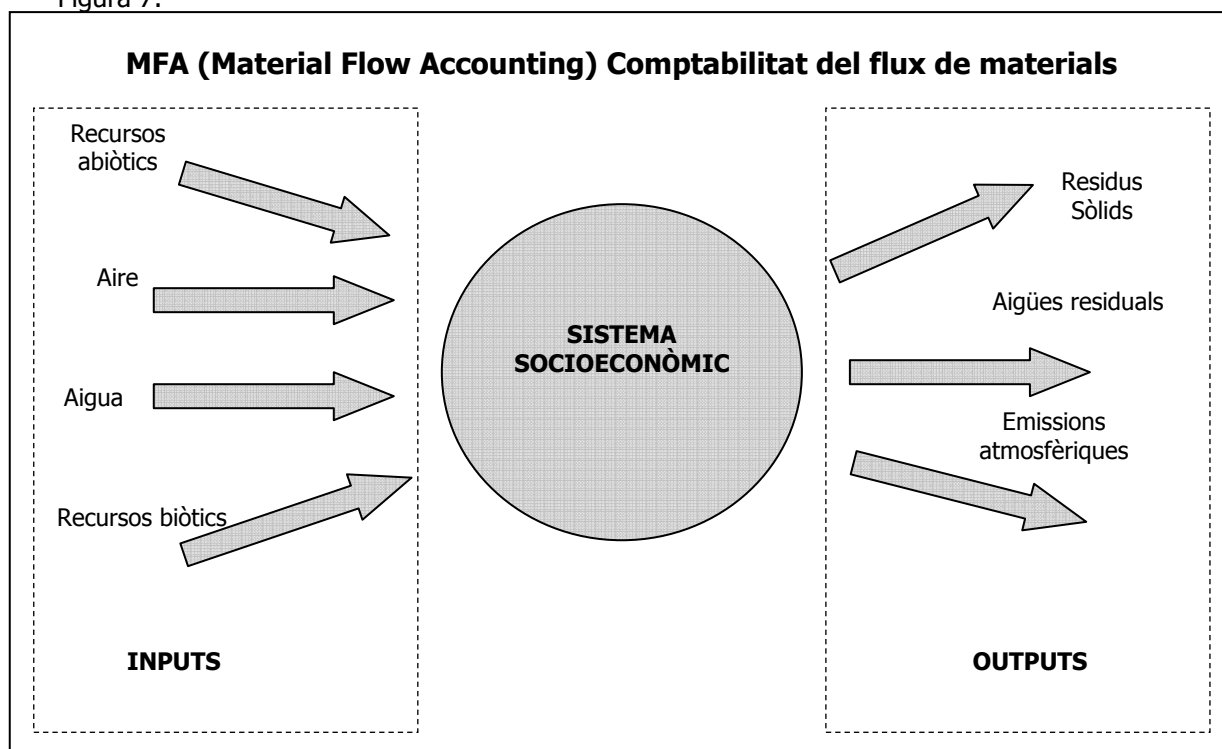 Figura 7.
MFA (Material Flow Accounting) Comptabilitat del flux de materials
Recursos
abiòtics
Aire
Aigua
Recursos biòtics
INPUTS
SISTEMA
SOCIOECONÒMIC
Residus
Sòlids
Aigües residuals
Emissions
atmosfèriques
OUTPUTS